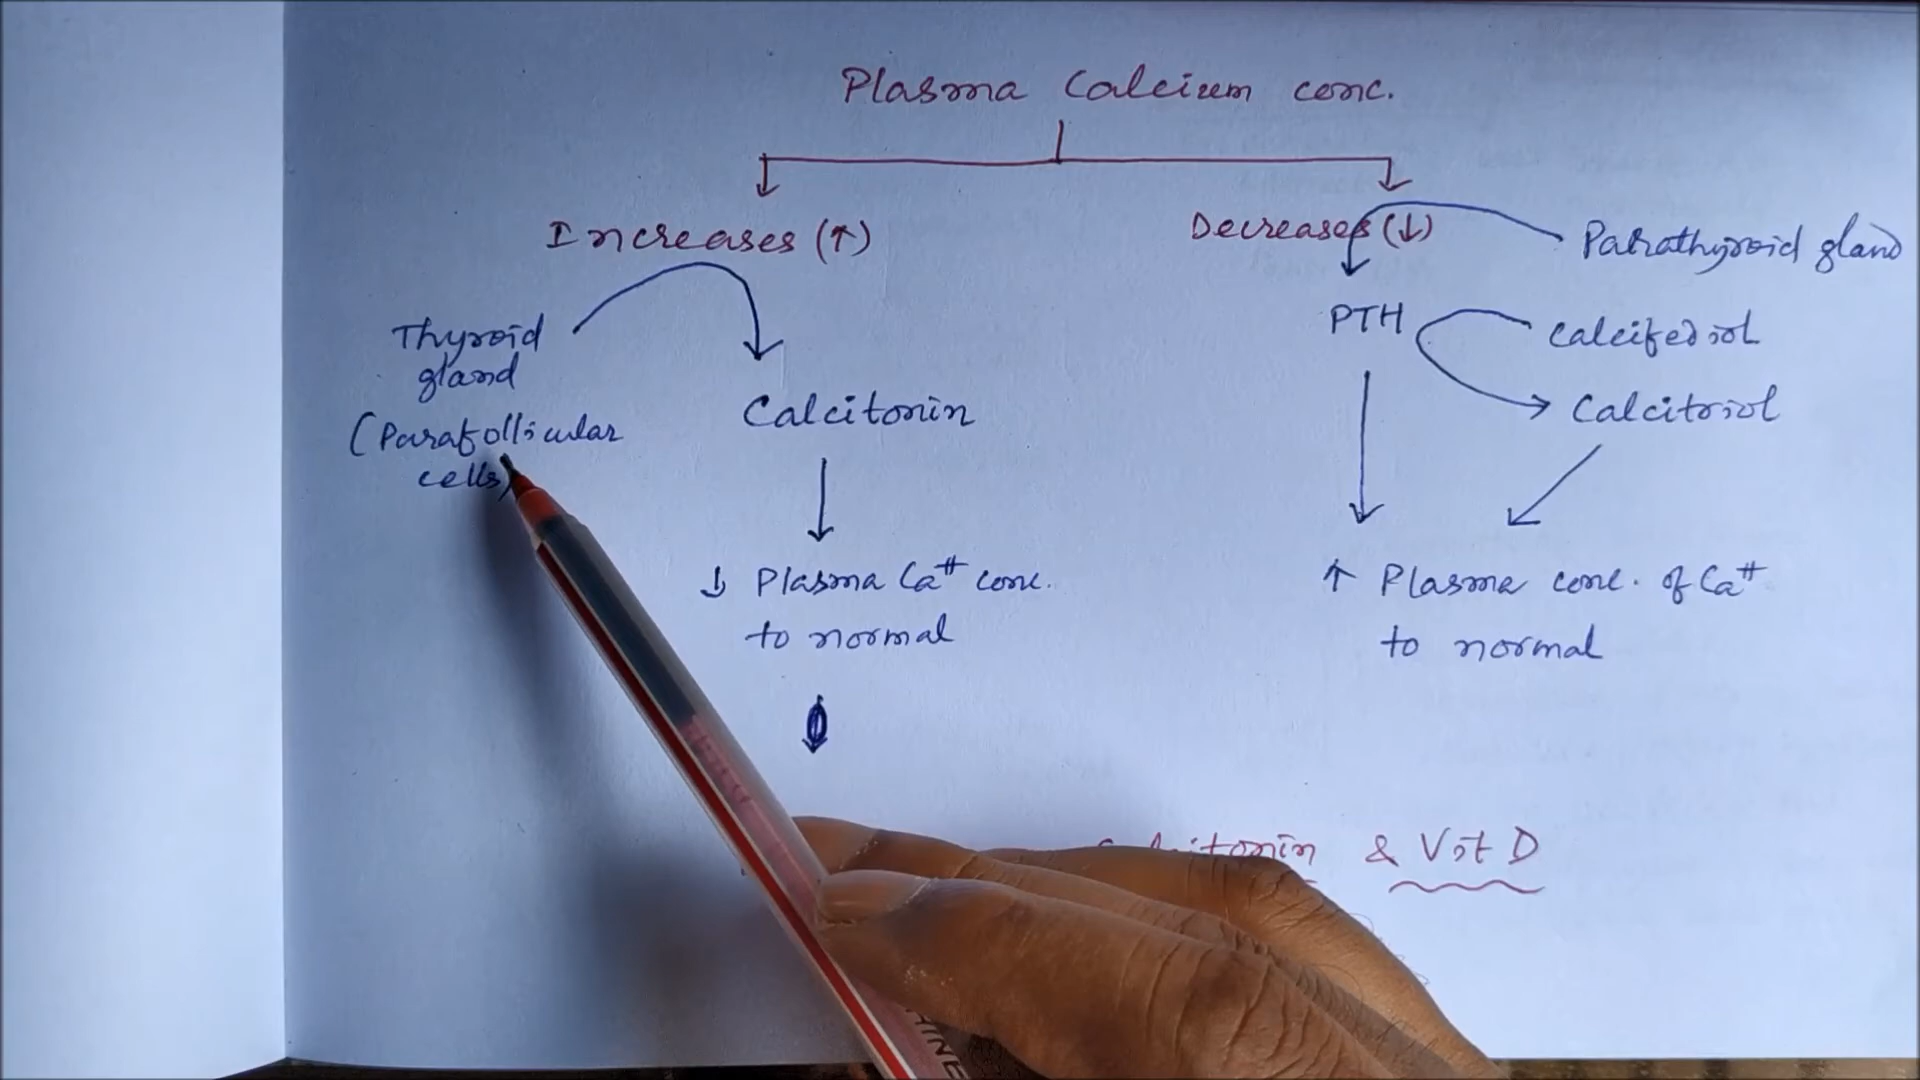 Plasma Calcium conc.
Increases (↑)
Decreases (↓)
Parathyroid gland
Thyroid
gland
(Parafollicular
cells)
Calcitonin
PTH
Calcifediol
Calcitriol
↓ Plasma Ca⁺⁺ conc.
to normal
↑ Plasma conc. of Ca⁺⁺
to normal
& Vit D